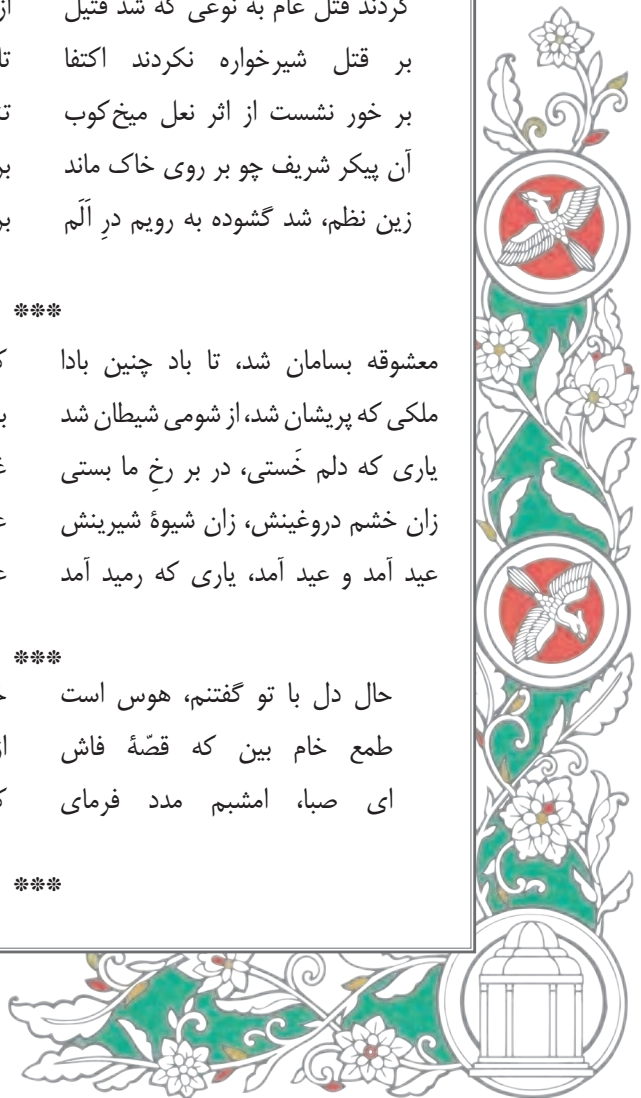 کردند قتل عام به نوعی که شد قتیل
بر قتل شیرخواره نکردند اکتفا
بر خور نشست از اثر نعل میخ‌کوب
آن پیکر شریف چو بر روی خاک ماند
زین نظم، شد گشوده به رویم درِ اَلَم
***
معشوقه بسامان شد، تا باد چنین بادا
ملکی که پریشان شد، از شومی شیطان شد
یاری که دلم خَستی، در بر رخِ ما بستی
زان خشم دروغینش، زان شیوهٔ شیرینش
عید آمد و عید آمد، یاری که رمید آمد
***
حال دل با تو گفتنم، هوس است
طمع خام بین که قصّهٔ فاش
ای صبا، امشبم مدد فرمای
***